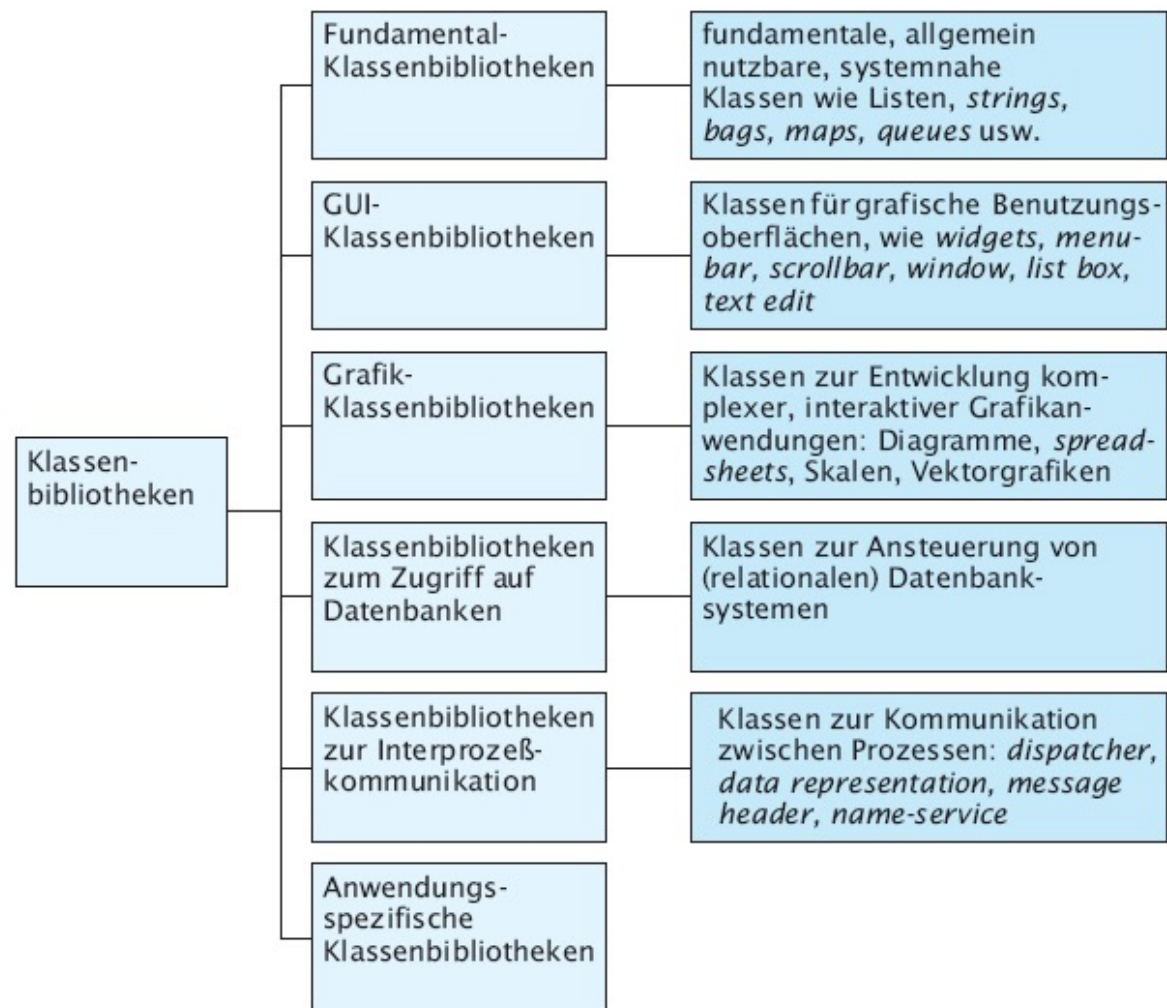 Klassen-
bibliotheken
Fundamental-
Klassenbibliotheken
fundamentale, allgemein
nutzbare, systemnahe
Klassen wie Listen, strings,
bags, maps, queues usw.
GUI-
Klassenbibliotheken
Klassen für grafische Benutzungs-
oberflächen, wie widgets, menu-
bar, scrollbar, window, list box,
text edit
Grafik-
Klassenbibliotheken
Klassen zur Entwicklung kom-
plexer, interaktiver Grafikan-
wendungen: Diagramme, spread-
sheets, Skalen, Vektorgrafiken
Klassenbibliotheken
zum Zugriff auf
Datenbanken
Klassen zur Ansteuerung von
(relationalen) Datenbank-
systemen
Klassenbibliotheken
zur Interprozeß-
kommunikation
Klassen zur Kommunikation
zwischen Prozessen: dispatcher,
data representation, message
header, name-service
Anwendungs-
spezifische
Klassenbibliotheken